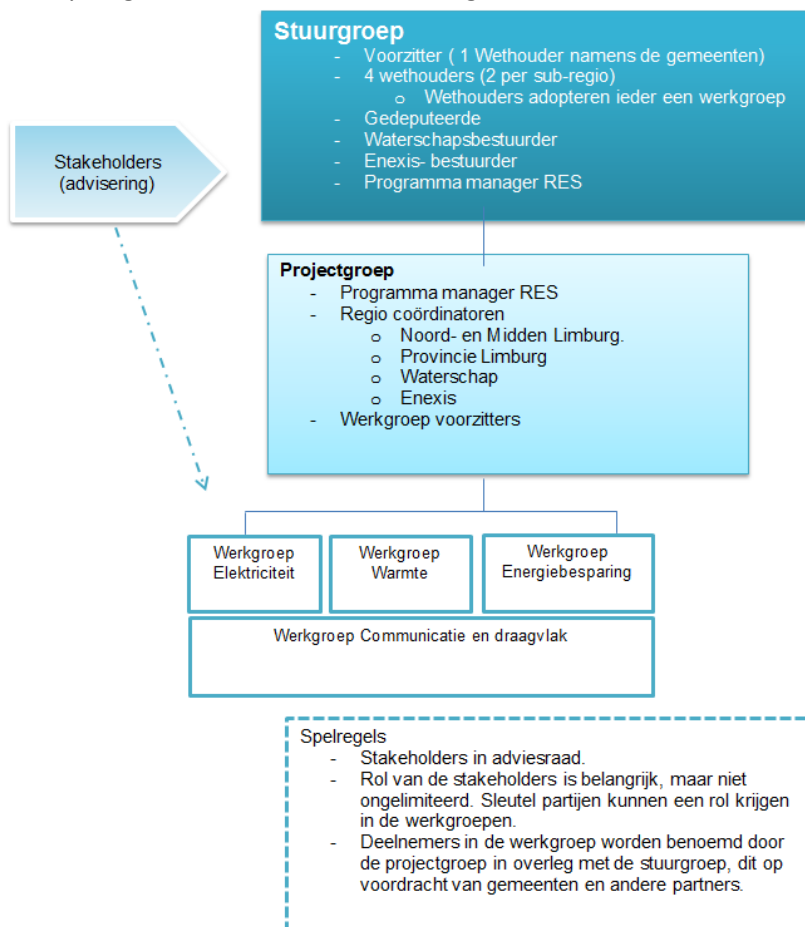 Stuurgroep
- Voorzitter ( 1 Wethouder namens de gemeenten)
- 4 wethouders (2 per sub-regio)
o Wethouders adopteren ieder een werkgroep
- Gedeputeerde
- Waterschapsbestuurder
- Enexis- bestuurder
- Programma manager RES
Stakeholders
(advisering)
Projectgroep
- Programma manager RES
- Regio coördinatoren
o Noord- en Midden Limburg.
o Provincie Limburg
o Waterschap
o Enexis
- Werkgroep voorzitters
Werkgroep
Elektriciteit
Werkgroep
Warmte
Werkgroep
Energiebesparing
Werkgroep Communicatie en draagvlak
Spelregels
- Stakeholders in adviesraad.
- Rol van de stakeholders is belangrijk, maar niet
ongelimiteerd. Sleutel partijen kunnen een rol krijgen
in de werkgroepen.
- Deelnemers in de werkgroep worden benoemd door
de projectgroep in overleg met de stuurgroep, dit op
voordracht van gemeenten en andere partners.